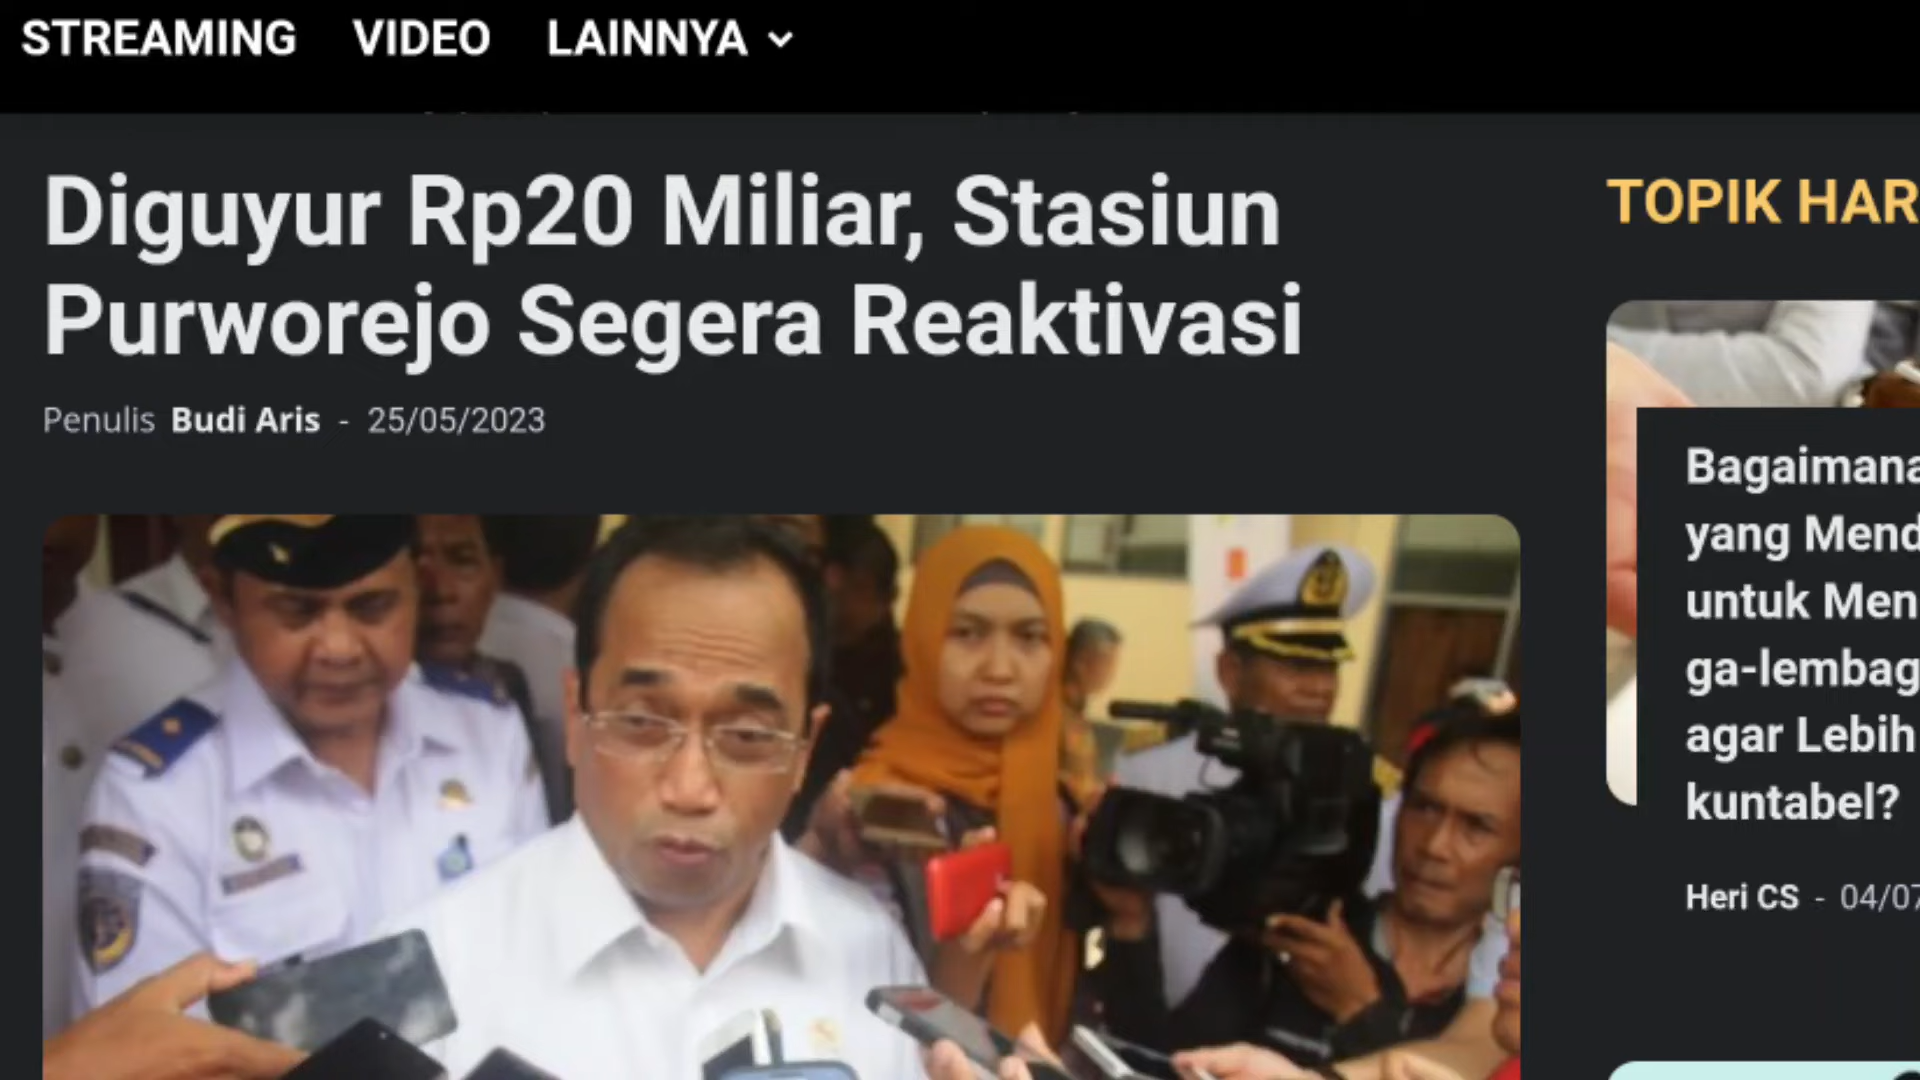 STREAMING VIDEO LAINNYA
Diguyur Rp20 Miliar, Stasiun
Purworejo Segera Reaktivasi
Penulis Budi Aris - 25/05/2023
TOPIK HAR
Bagaimana
yang Mend
untuk Men
ga-lembag
agar Lebih
kuntabel?
Heri CS - 04/07